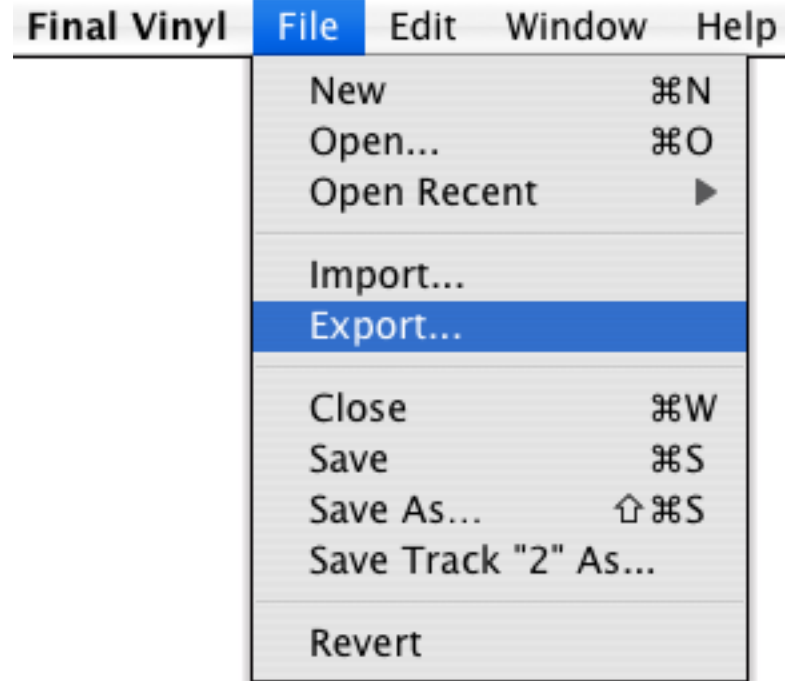 Final Vinyl File Edit Window Help
New ⌘N
Open... ⌘O
Open Recent ▶
Import...
Export...
Close ⌘W
Save ⌘S
Save As... ⇧⌘S
Save Track "2" As...
Revert